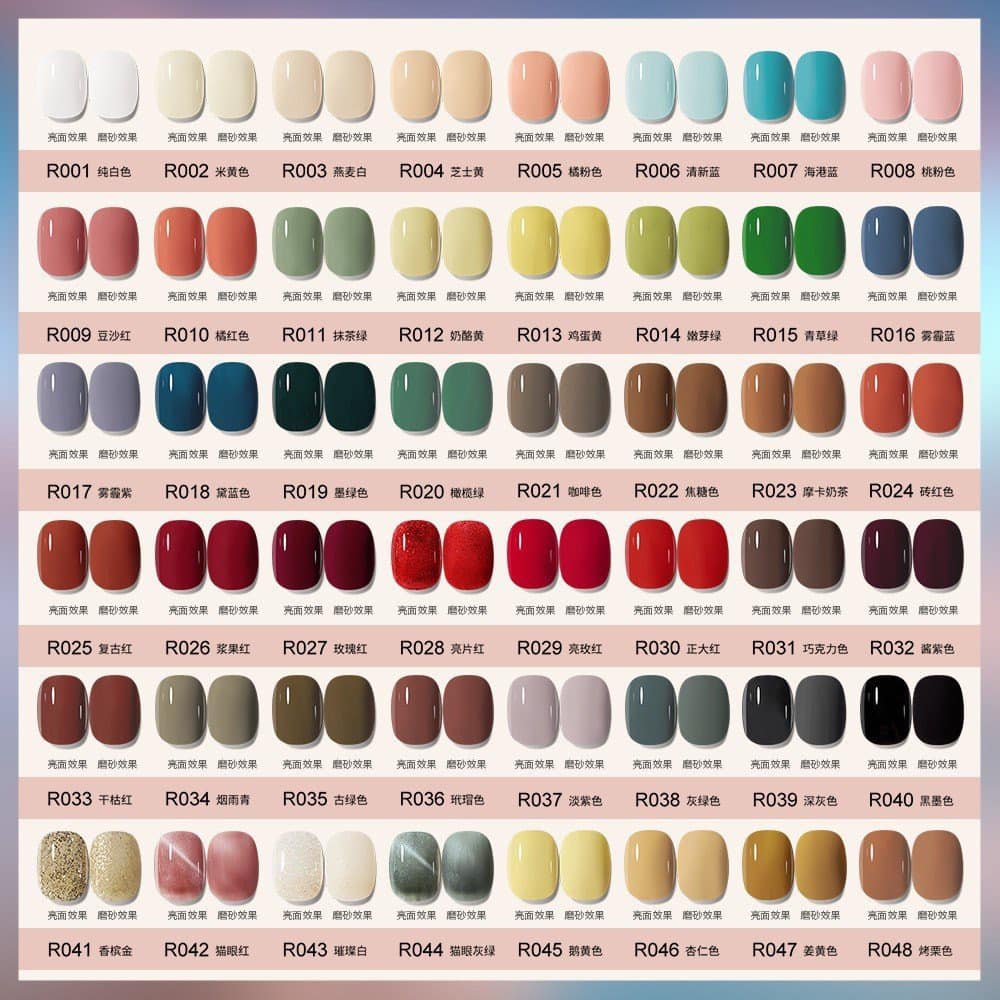 亮面效果 磨砂效果 亮面效果 磨砂效果 亮面效果 磨砂效果 亮面效果 磨砂效果 亮面效果 磨砂效果 亮面效果 磨砂效果 亮面效果 磨砂效果 亮面效果 磨砂效果
R001 纯白色 R002 米黄色 R003 燕麦白 R004 芝士黄 R005 橘粉色 R006 清新蓝 R007 海港蓝 R008 桃粉色
亮面效果 磨砂效果 亮面效果 磨砂效果 亮面效果 磨砂效果 亮面效果 磨砂效果 亮面效果 磨砂效果 亮面效果 磨砂效果 亮面效果 磨砂效果 亮面效果 磨砂效果
R009 豆沙红 R010 橘红色 R011 抹茶绿 R012 奶酪黄 R013 鸡蛋黄 R014 嫩芽绿 R015 青草绿 R016 雾霾蓝
亮面效果 磨砂效果 亮面效果 磨砂效果 亮面效果 磨砂效果 亮面效果 磨砂效果 亮面效果 磨砂效果 亮面效果 磨砂效果 亮面效果 磨砂效果 亮面效果 磨砂效果
R017 雾霾紫 R018 黛蓝色 R019 墨绿色 R020 橄榄绿 R021 咖啡色 R022 焦糖色 R023 摩卡奶茶 R024 砖红色
亮面效果 磨砂效果 亮面效果 磨砂效果 亮面效果 磨砂效果 亮面效果 磨砂效果 亮面效果 磨砂效果 亮面效果 磨砂效果 亮面效果 磨砂效果 亮面效果 磨砂效果
R025 复古红 R026 浆果红 R027 玫瑰红 R028 亮片红 R029 亮玫红 R030 正大红 R031 巧克力色 R032 酱紫色
亮面效果 磨砂效果 亮面效果 磨砂效果 亮面效果 磨砂效果 亮面效果 磨砂效果 亮面效果 磨砂效果 亮面效果 磨砂效果 亮面效果 磨砂效果 亮面效果 磨砂效果
R033 干枯红 R034 烟雨青 R035 古绿色 R036 玳瑁色 R037 淡紫色 R038 灰绿色 R039 深灰色 R040 黑墨色
亮面效果 磨砂效果 亮面效果 磨砂效果 亮面效果 磨砂效果 亮面效果 磨砂效果 亮面效果 磨砂效果 亮面效果 磨砂效果 亮面效果 磨砂效果 亮面效果 磨砂效果
R041 香槟金 R042 猫眼红 R043 璀璨白 R044 猫眼灰绿 R045 鹅黄色 R046 杏仁色 R047 姜黄色 R048 烤栗色